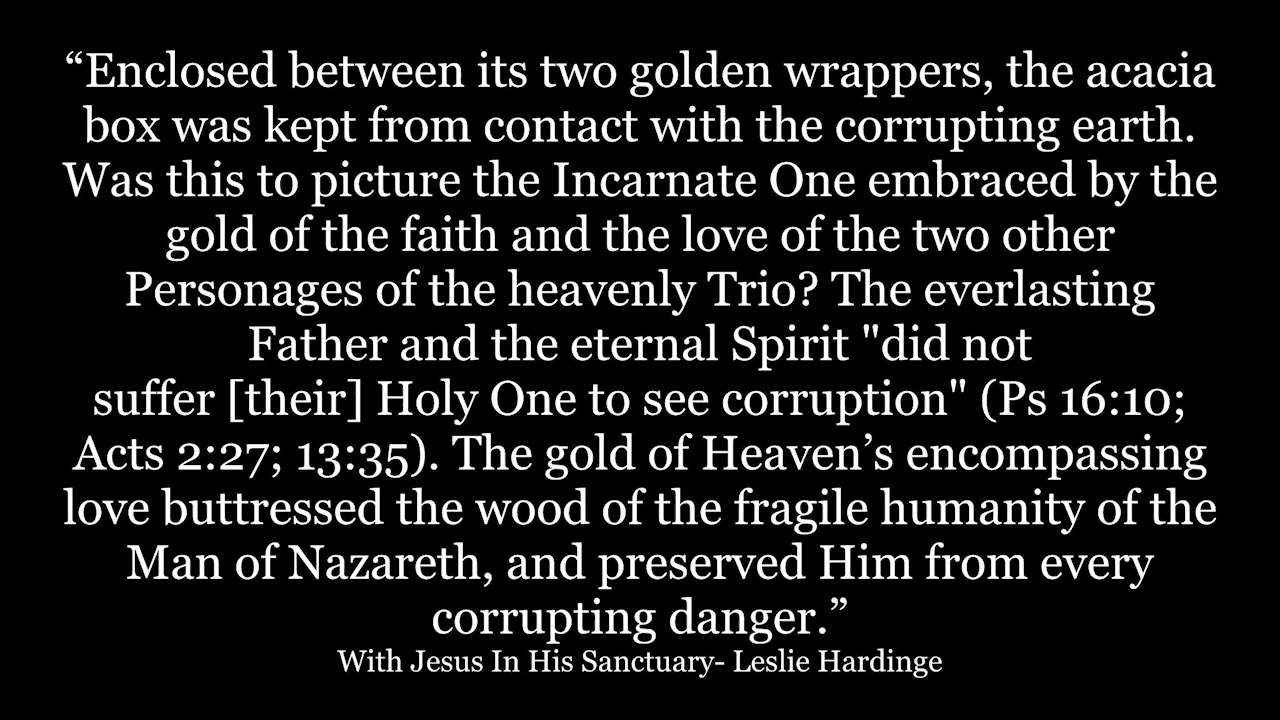 “Enclosed between its two golden wrappers, the acacia
box was kept from contact with the corrupting earth.
Was this to picture the Incarnate One embraced by the
gold of the faith and the love of the two other
Personages of the heavenly Trio? The everlasting
Father and the eternal Spirit "did not
suffer [their] Holy One to see corruption" (Ps 16:10;
Acts 2:27; 13:35). The gold of Heaven’s encompassing
love buttressed the wood of the fragile humanity of the
Man of Nazareth, and preserved Him from every
corrupting danger.”
With Jesus In His Sanctuary- Leslie Hardinge